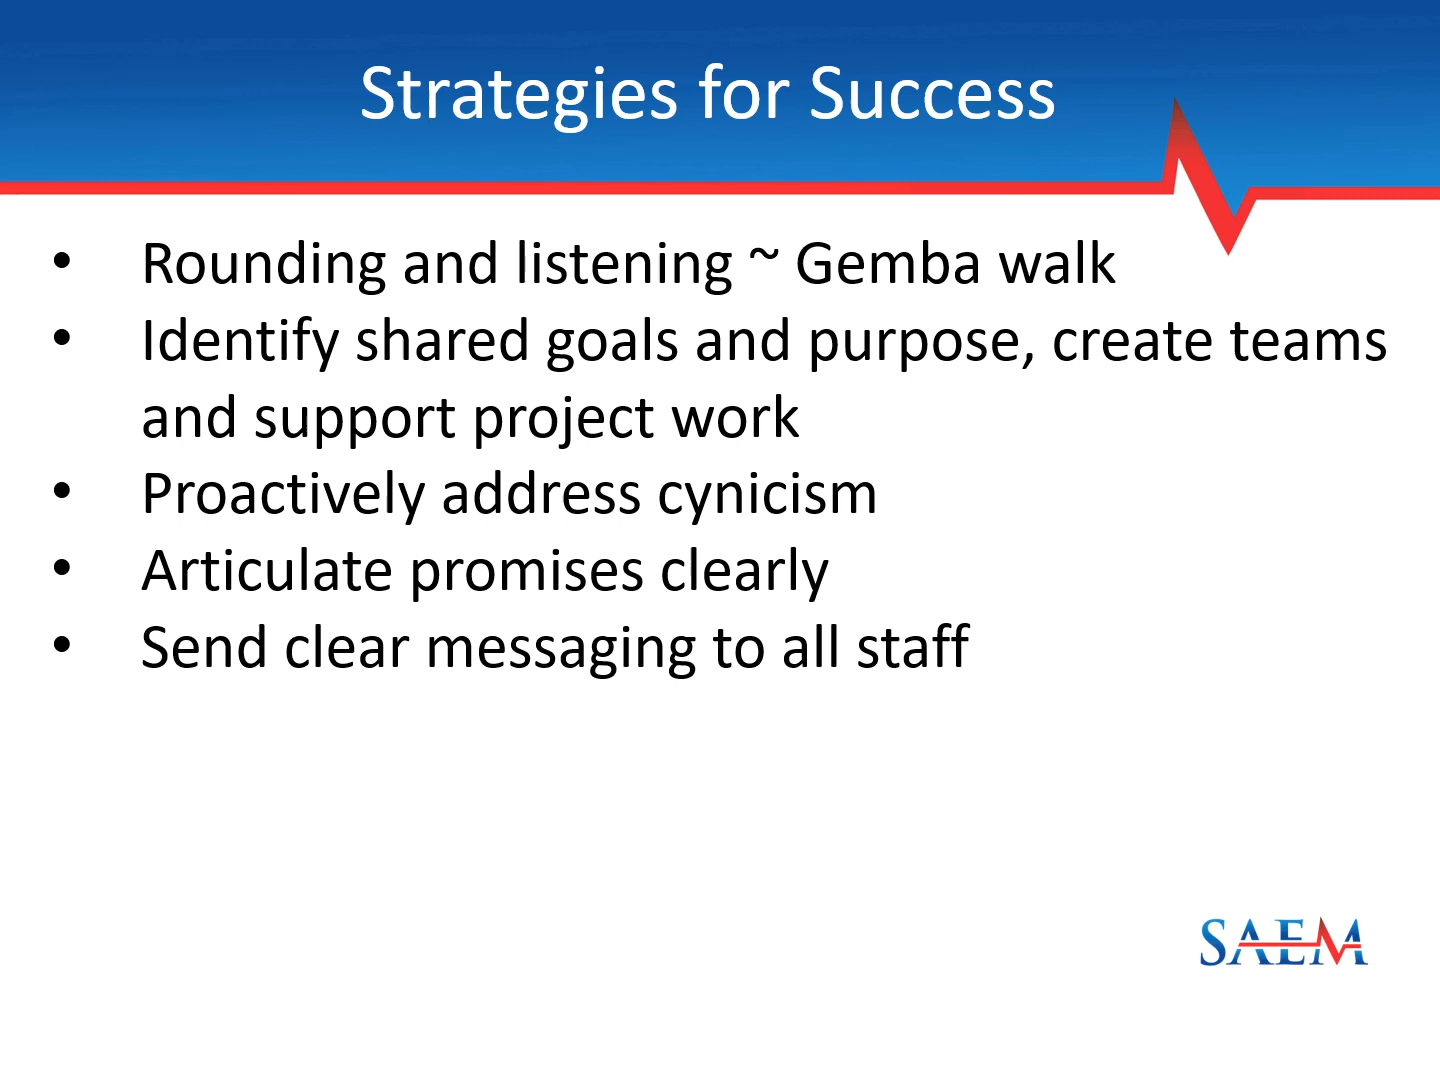 Strategies for Success
• Rounding and listening ~ Gemba walk
• Identify shared goals and purpose, create teams
and support project work
• Proactively address cynicism
• Articulate promises clearly
• Send clear messaging to all staff
SAEM